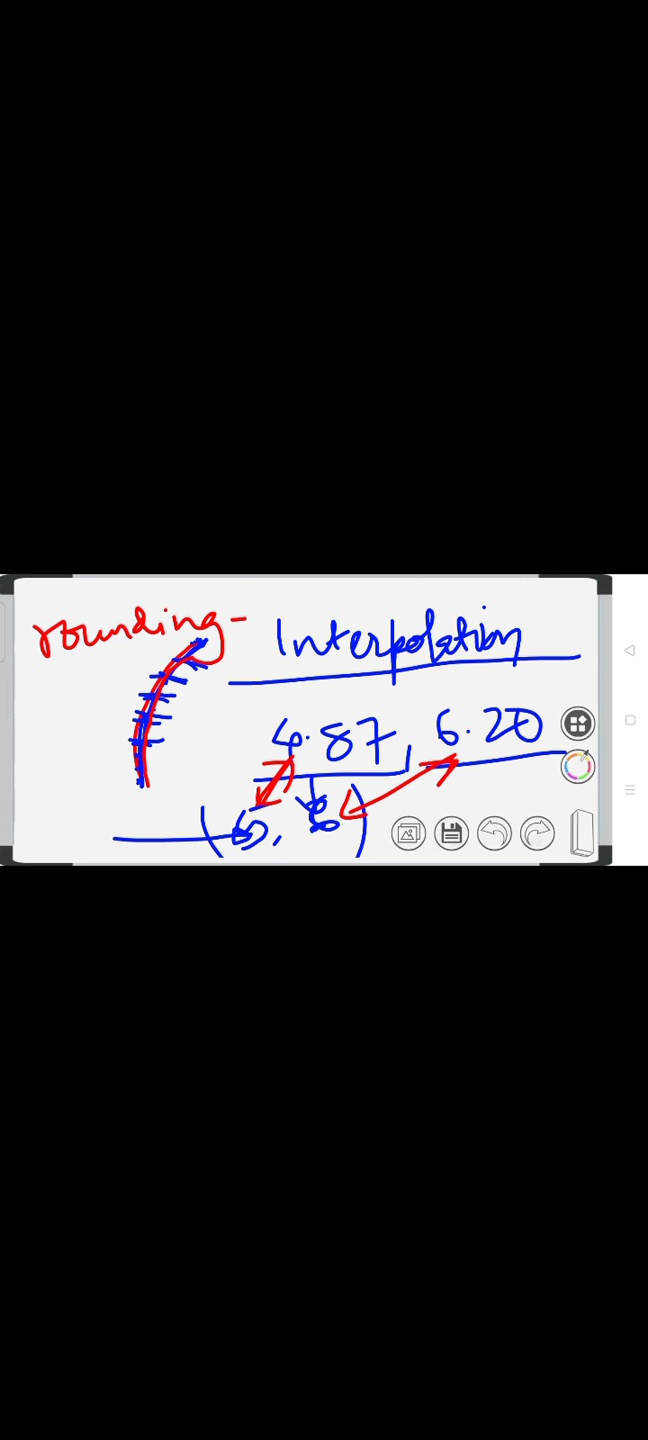 rounding - Interpolation
4.87, 6.20
(5, 6)